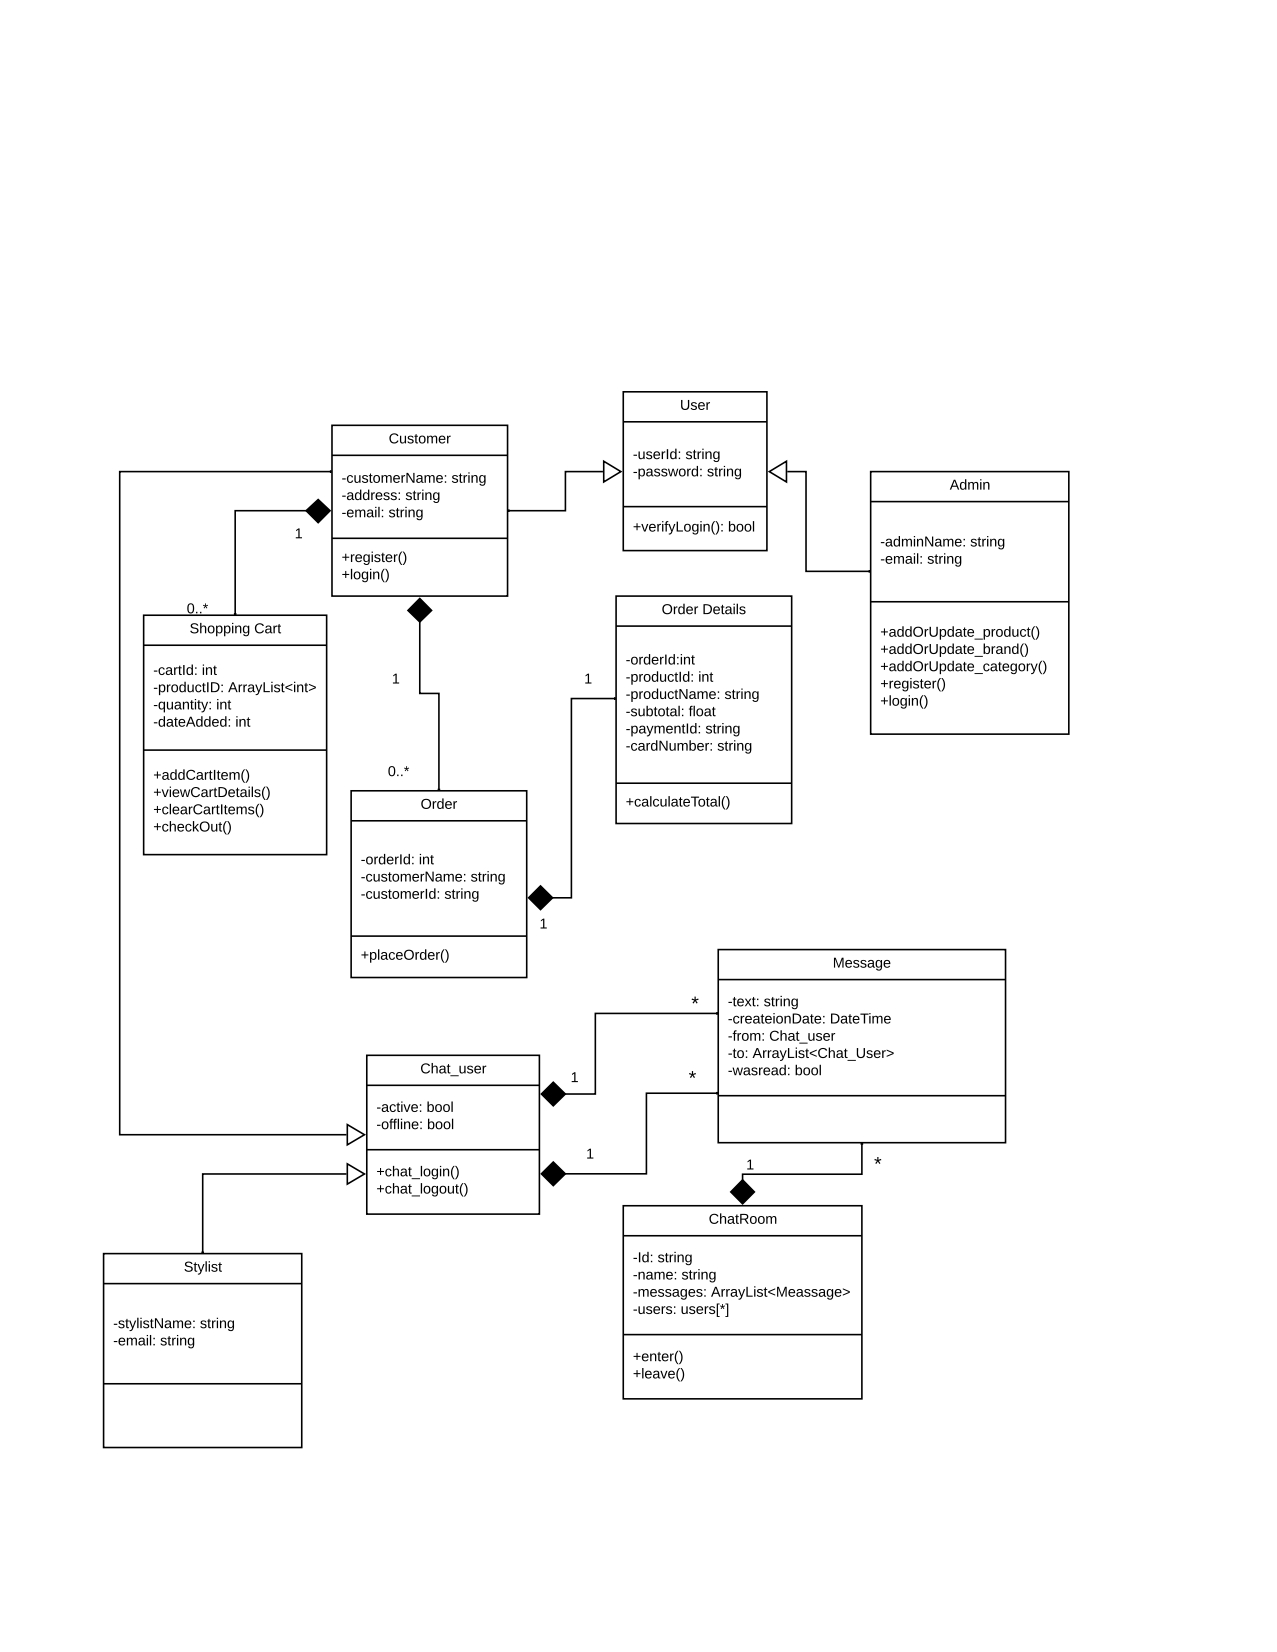 User
-userId: string
-password: string
+verifyLogin(): bool
Customer
-customerName: string
-address: string
-email: string
+register()
+login()
Admin
-adminName: string
-email: string
+addOrUpdate_product()
+addOrUpdate_brand()
+addOrUpdate_category()
+register()
+login()
1
0..*
Shopping Cart
-cartId: int
-productID: ArrayList<int>
-quantity: int
-dateAdded: int
+addCartItem()
+viewCartDetails()
+clearCartItems()
+checkOut()
Order Details
-orderId:int
-productId: int
-productName: string
-subtotal: float
-paymentId: string
-cardNumber: string
+calculateTotal()
1
1
0..*
Order
-orderId: int
-customerName: string
-customerId: string
+placeOrder()
1
Message
-text: string
-createionDate: DateTime
-from: Chat_user
-to: ArrayList<Chat_User>
-wasread: bool
*
*
1
1
Chat_user
-active: bool
-offline: bool
+chat_login()
+chat_logout()
1
*
ChatRoom
-Id: string
-name: string
-messages: ArrayList<Meassage>
-users: users[*]
+enter()
+leave()
Stylist
-stylistName: string
-email: string